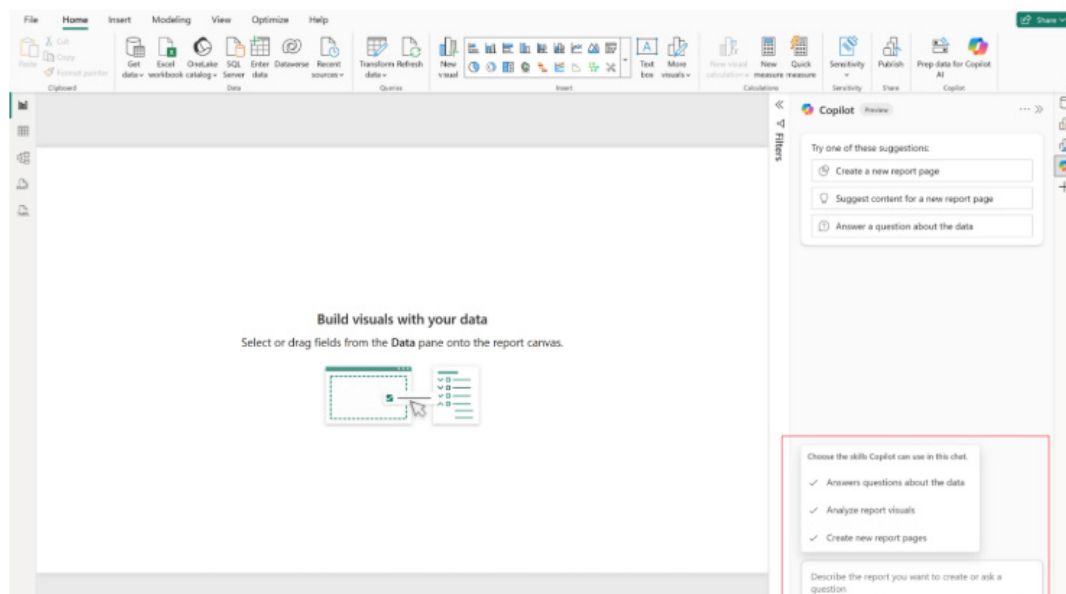 File Home Insert Modeling View Optimize Help
Share
Paste
Cut
Copy
Format painter
Clipboard
Get data
Excel workbook
OneLake catalog
SQL Server
Enter data
Dataverse
Recent sources
Data
Transform data
Refresh
Queries
New visual
Text box
More visuals
Insert
New visual calculation
New measure
Quick measure
Calculations
Sensitivity
Sensitivity
Publish
Share
Prep data for AI
Copilot
Copilot
Filters
Copilot Preview
Try one of these suggestions:
Create a new report page
Suggest content for a new report page
Answer a question about the data
Build visuals with your data
Select or drag fields from the Data pane onto the report canvas.
Choose the skills Copilot can use in this chat.
Answers questions about the data
Analyze report visuals
Create new report pages
Describe the report you want to create or ask a
question